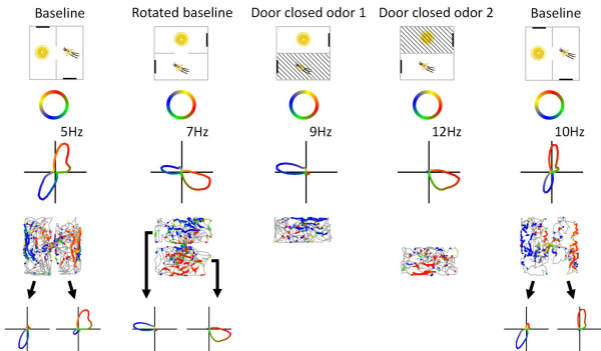 Baseline Rotated baseline Door closed odor 1 Door closed odor 2 Baseline
5Hz 7Hz 9Hz 12Hz 10Hz